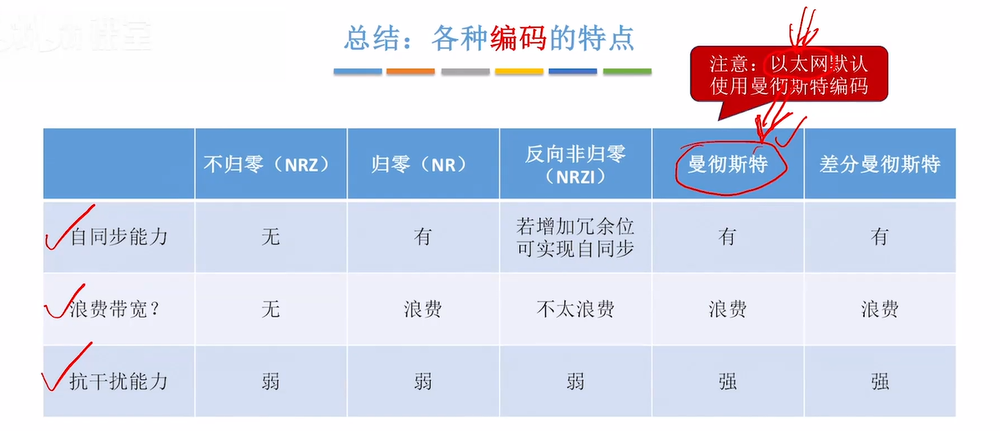 总结：各种编码的特点
注意：以太网默认
使用曼彻斯特编码
不归零（NRZ）
归零（NR）
反向非归零
（NRZI）
曼彻斯特
差分曼彻斯特
自同步能力
无
有
若增加冗余位
可实现自同步
有
有
浪费带宽？
无
浪费
不太浪费
浪费
浪费
抗干扰能力
弱
弱
弱
强
强